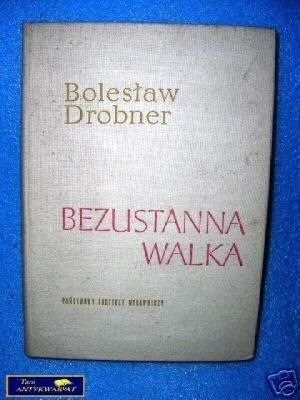 Bolesław
Drobner
BEZUSTANNA
WALKA
PAŃSTWOWY INSTYTUT WYDAWNICZY
Tani
ANTYKWARIAT